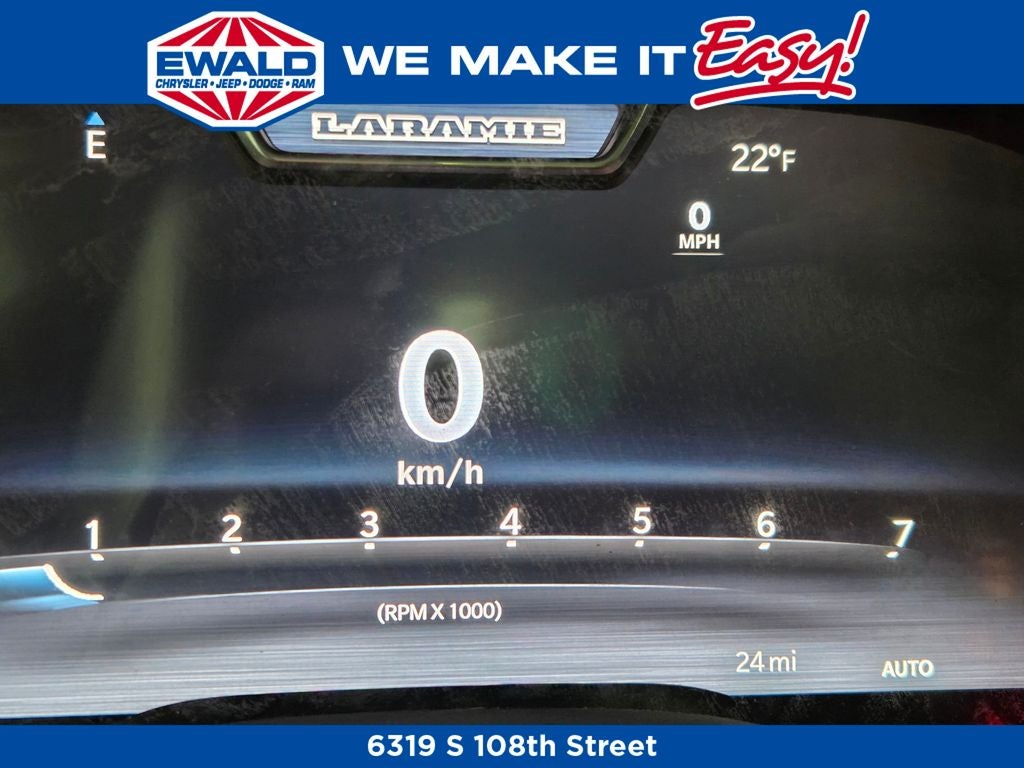 EWALD
CHRYSLER • JEEP • DODGE • RAM
WE MAKE IT Easy!
LARAMIE
E
22°F
0
MPH
0
km/h
1 2 3 4 5 6 7
(RPM X 1000)
24 mi
AUTO
6319 S 108th Street